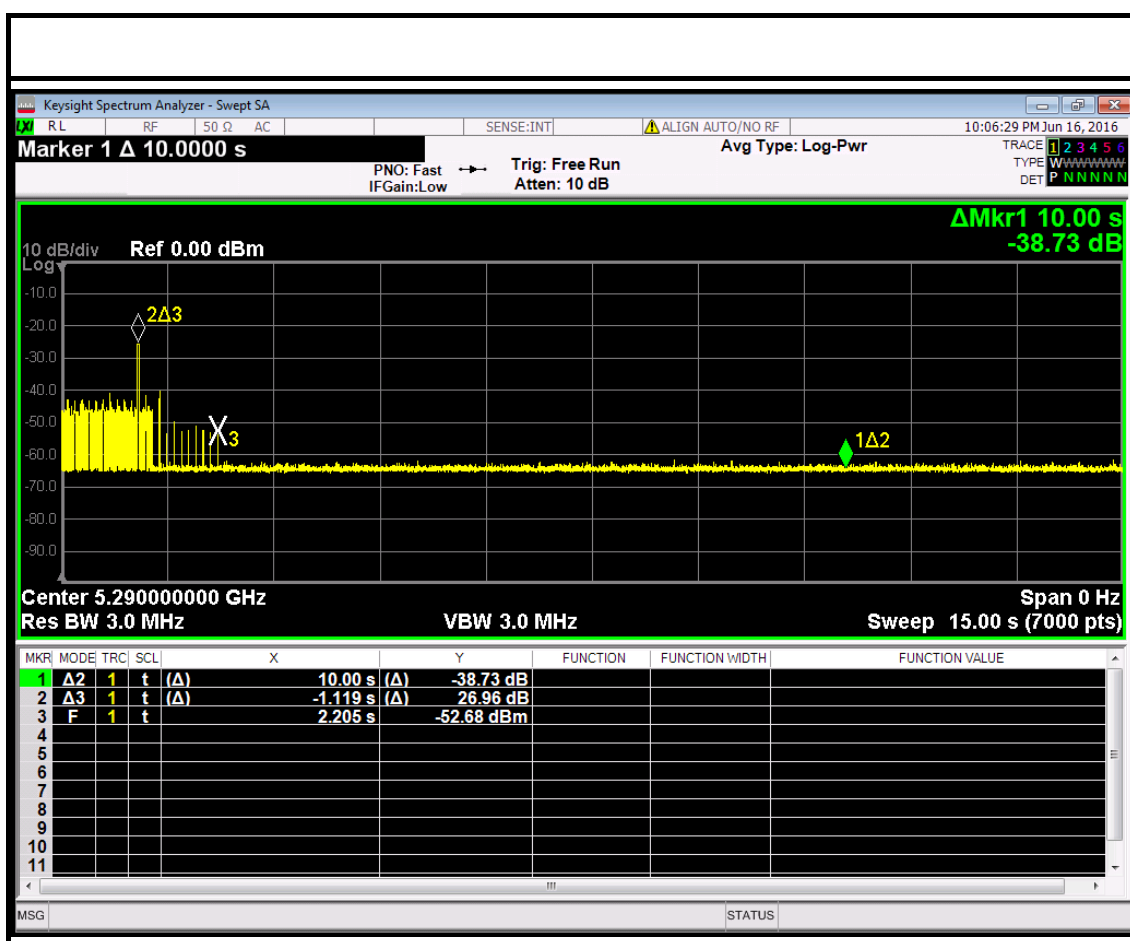 Keysight Spectrum Analyzer - Swept SA
LXI RL RF 50 Ω AC SENSE:INT ALIGN AUTO/NO RF 10:06:29 PM Jun 16, 2016
Marker 1 Δ 10.0000 s
PNO: Fast
IFGain:Low
Trig: Free Run
Atten: 10 dB
Avg Type: Log-Pwr
TRACE 1 2 3 4 5 6
TYPE WWWWWW
DET P N N N N N
ΔMkr1 10.00 s
-38.73 dB
10 dB/div Ref 0.00 dBm
Log
-10.0
-20.0
-30.0
-40.0
-50.0
-60.0
-70.0
-80.0
-90.0
2Δ3
3
1Δ2
Center 5.290000000 GHz Span 0 Hz
Res BW 3.0 MHz VBW 3.0 MHz Sweep 15.00 s (7000 pts)
MKR MODE TRC SCL X Y FUNCTION FUNCTION WIDTH FUNCTION VALUE
1 Δ2 1 t (Δ) 10.00 s (Δ) -38.73 dB
2 Δ3 1 t (Δ) -1.119 s (Δ) 26.96 dB
3 F 1 t 2.205 s -52.68 dBm
4
5
6
7
8
9
10
11
MSG STATUS